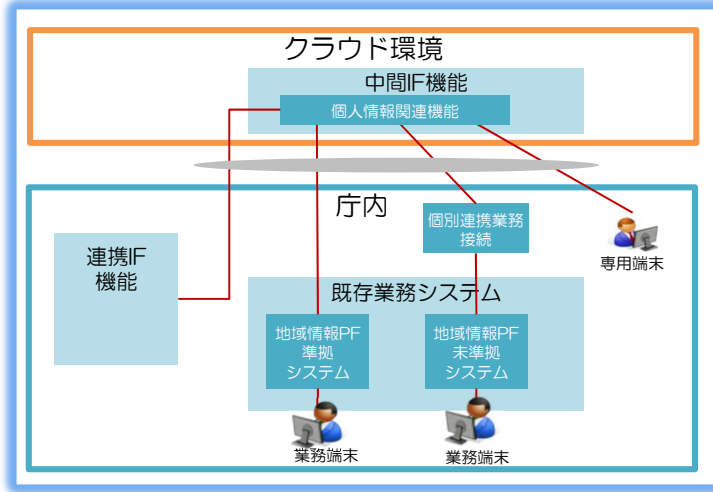 クラウド環境
中間IF機能
個人情報関連機能
庁内
個別連携業務
接続
専用端末
連携IF
機能
既存業務システム
地域情報PF
準拠
システム
地域情報PF
未準拠
システム
業務端末
業務端末